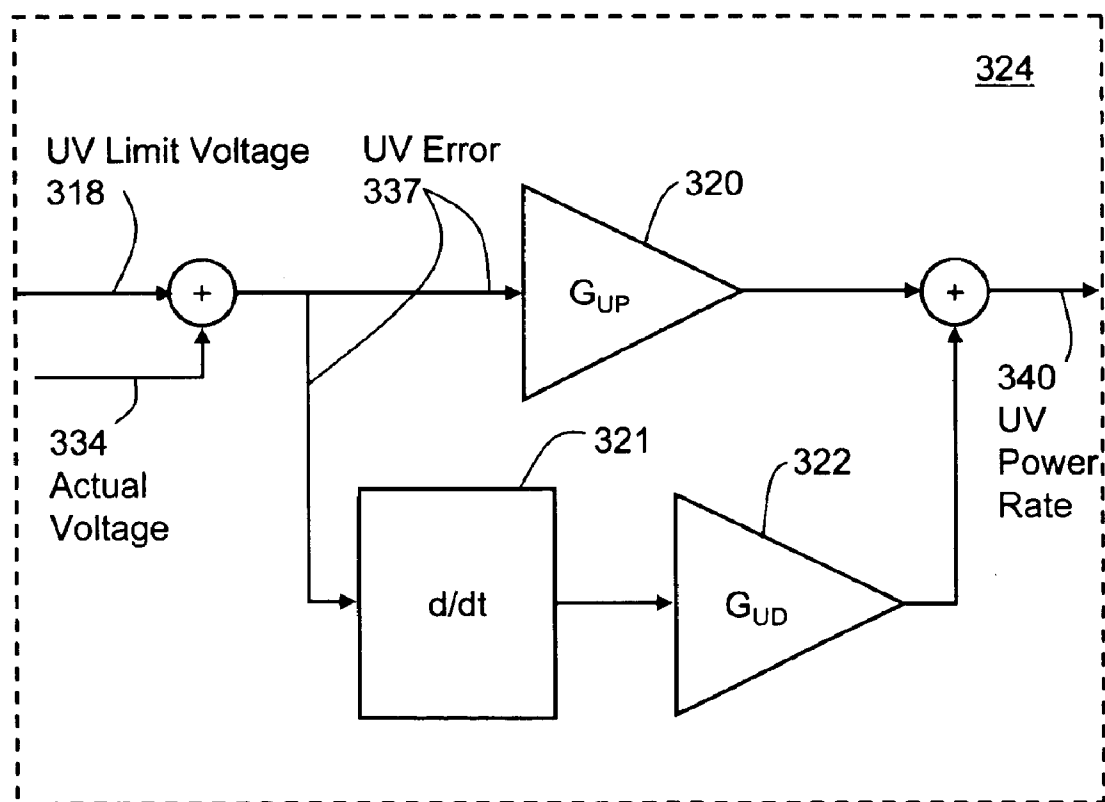 324
UV Limit Voltage
318
UV Error
337
320
+
G_UP
+
334
Actual
Voltage
321
322
340
UV
Power
Rate
d/dt
G_UD